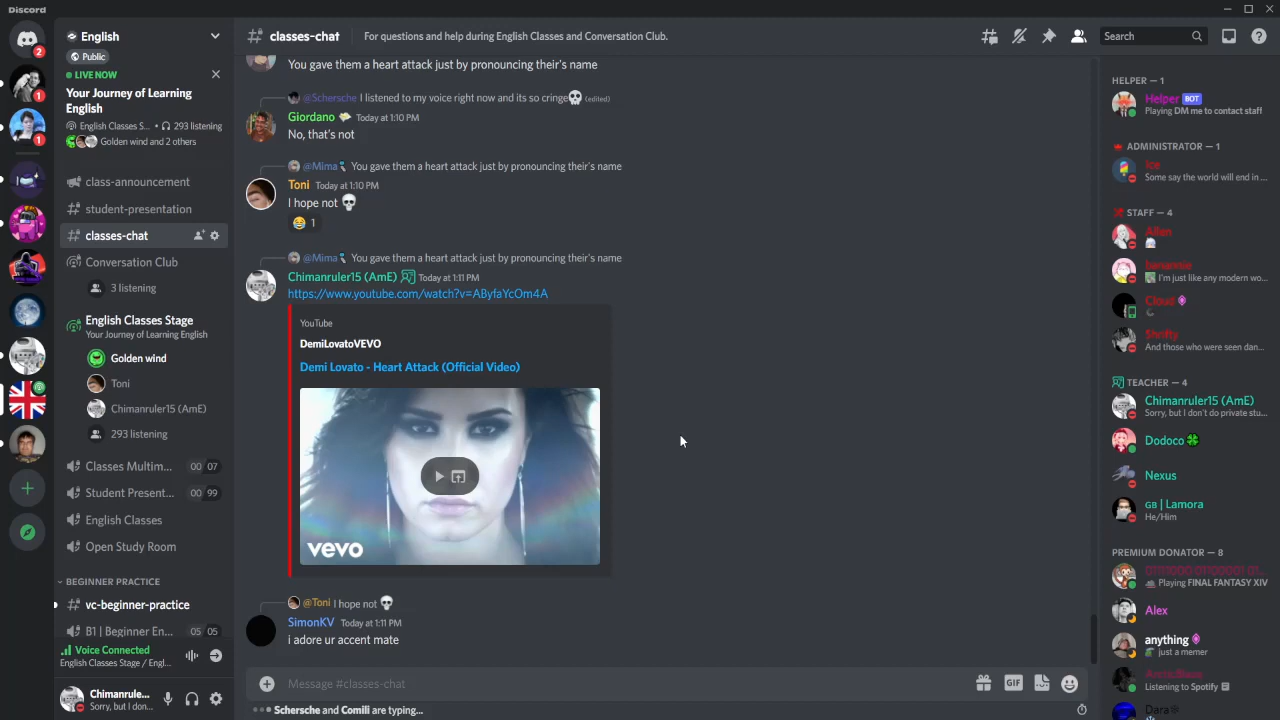 Discord
English
Public
LIVE NOW
Your Journey of Learning
English
English Classes S... • 293 listening
Golden wind and 2 others
class-announcement
student-presentation
classes-chat
Conversation Club
3 listening
English Classes Stage
Your Journey of Learning English
Golden wind
Toni
Chimanruler15 (AmE)
293 listening
Classes Multim... 00 07
Student Present... 00 99
English Classes
Open Study Room
BEGINNER PRACTICE
vc-beginner-practice
B1 | Beginner En... 05 05
Voice Connected
English Classes Stage / Engl...
Chimanrule...
Sorry, but I don...
2
1
1
classes-chat
For questions and help during English Classes and Conversation Club.
Search
You gave them a heart attack just by pronouncing their's name
@Schersche I listened to my voice right now and its so cringe💀 (edited)
Giordano Today at 1:10 PM
No, that's not
@Mima You gave them a heart attack just by pronouncing their's name
Toni Today at 1:10 PM
I hope not 💀
😂 1
@Mima You gave them a heart attack just by pronouncing their's name
Chimanruler15 (AmE) Today at 1:11 PM
https://www.youtube.com/watch?v=AByfaYcOm4A
YouTube
DemiLovatoVEVO
Demi Lovato - Heart Attack (Official Video)
vevo
@Toni I hope not 💀
SimonKV Today at 1:11 PM
i adore ur accent mate
Message #classes-chat
GIF
Schersche and Comili are typing...
HELPER — 1
Helper BOT
Playing DM me to contact staff
ADMINISTRATOR — 1
Ice
Some say the world will end in ...
STAFF — 4
Allen
I'm just like any modern wo...
Cloud
Shrifty
And those who were seen dan...
TEACHER — 4
Chimanruler15 (AmE)
Sorry, but I don't do private stu...
Dodoco🍀
Nexus
GB | Lamora
He/Him
PREMIUM DONATOR — 8
Playing FINAL FANTASY XIV
Alex
anything
just a memer
Listening to Spotify
Dara